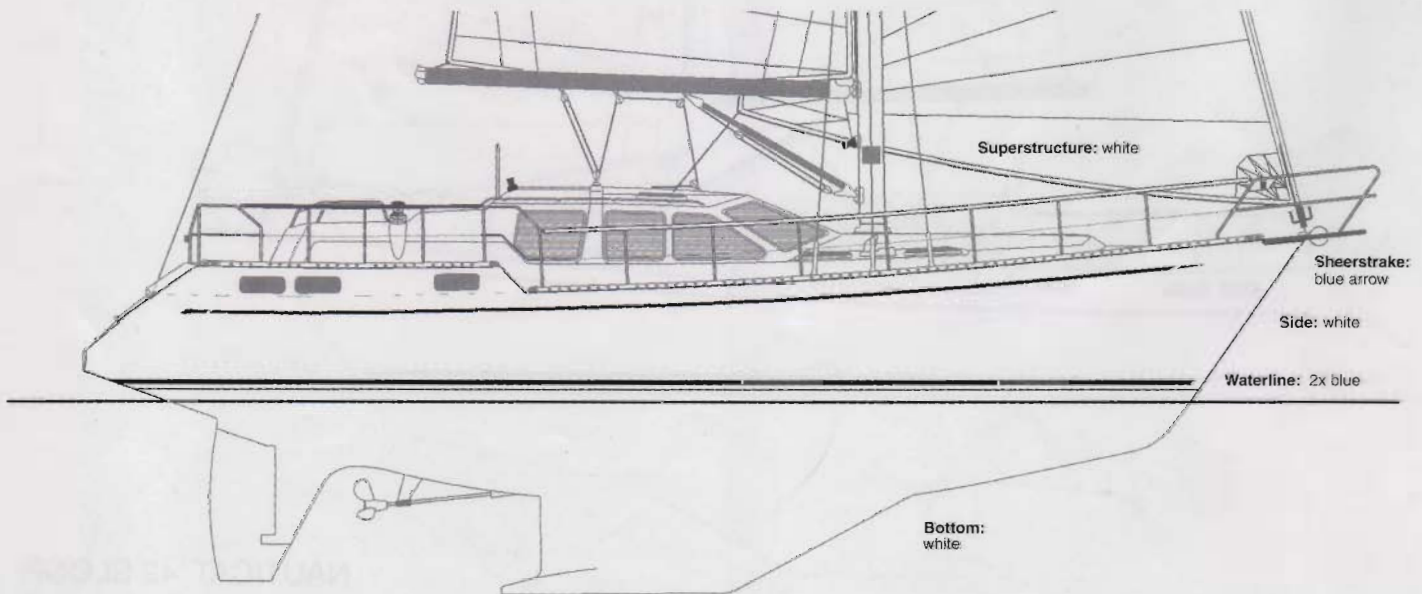 Superstructure: white
Sheerstrake:
blue arrow
Side: white
Waterline: 2x blue
Bottom:
white